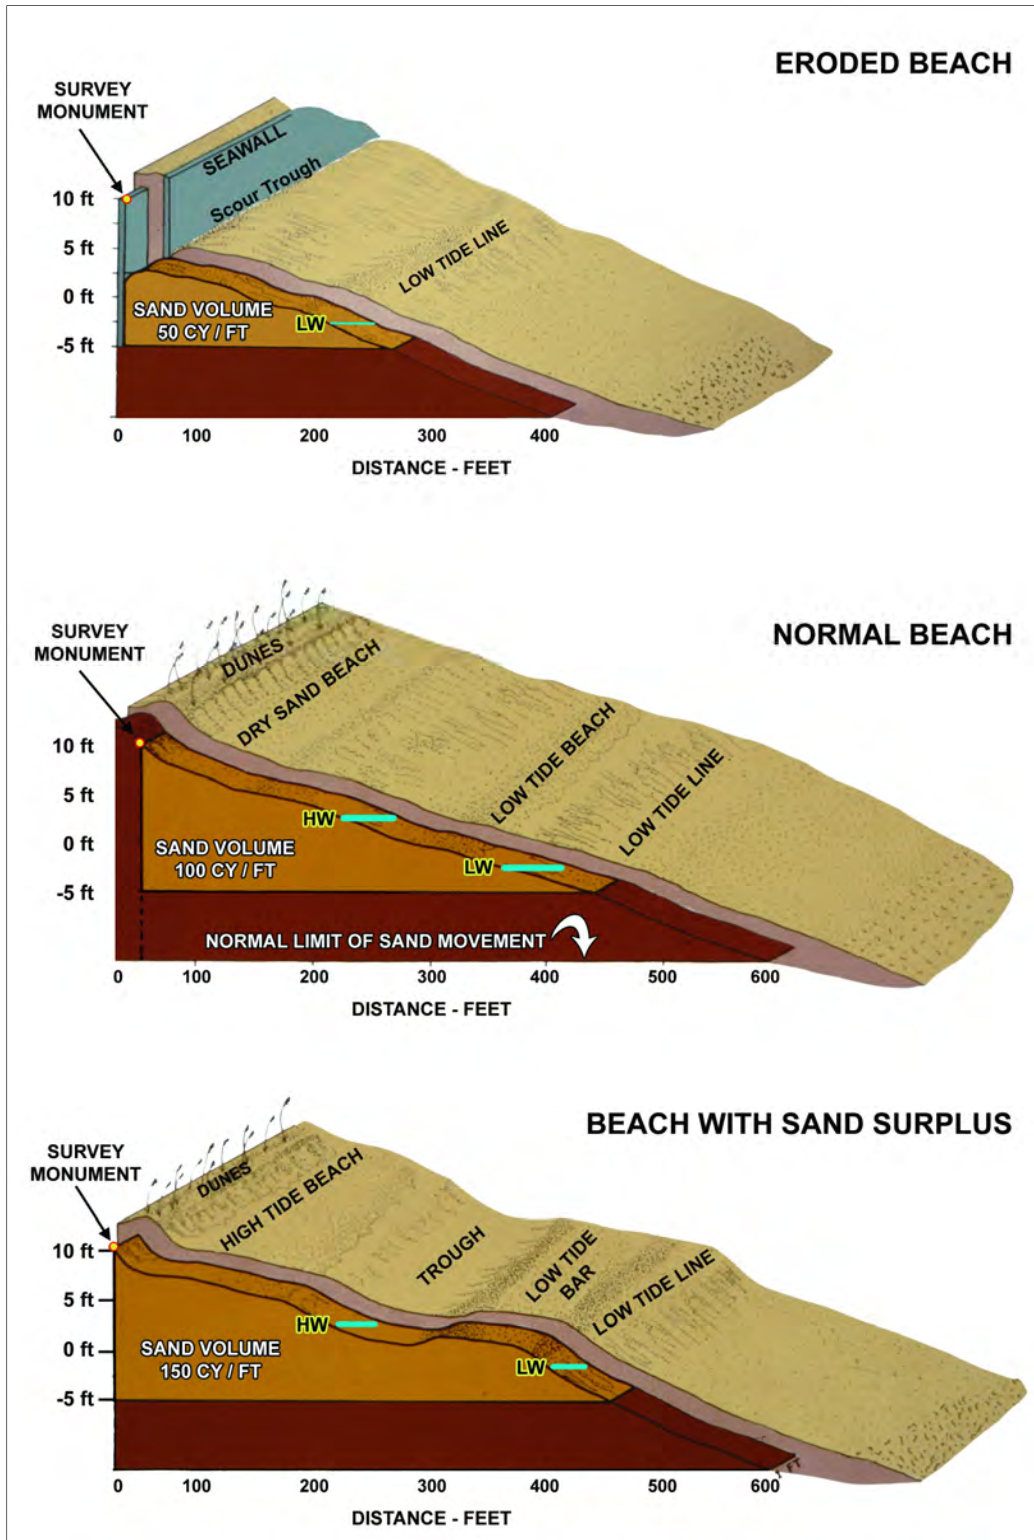 ERODED BEACH
SURVEY
MONUMENT
SEAWALL
Scour Trough
LOW TIDE LINE
10 ft
5 ft
0 ft
-5 ft
SAND VOLUME
50 CY / FT
LW
0 100 200 300 400
DISTANCE - FEET
NORMAL BEACH
SURVEY
MONUMENT
DUNES
DRY SAND BEACH
LOW TIDE BEACH
LOW TIDE LINE
10 ft
5 ft
0 ft
-5 ft
HW
SAND VOLUME
100 CY / FT
LW
NORMAL LIMIT OF SAND MOVEMENT
0 100 200 300 400 500 600
DISTANCE - FEET
BEACH WITH SAND SURPLUS
SURVEY
MONUMENT
DUNES
HIGH TIDE BEACH
TROUGH
LOW TIDE
BAR
LOW TIDE LINE
10 ft
5 ft
0 ft
-5 ft
HW
SAND VOLUME
150 CY / FT
LW
1 FT
0 100 200 300 400 500 600
DISTANCE - FEET